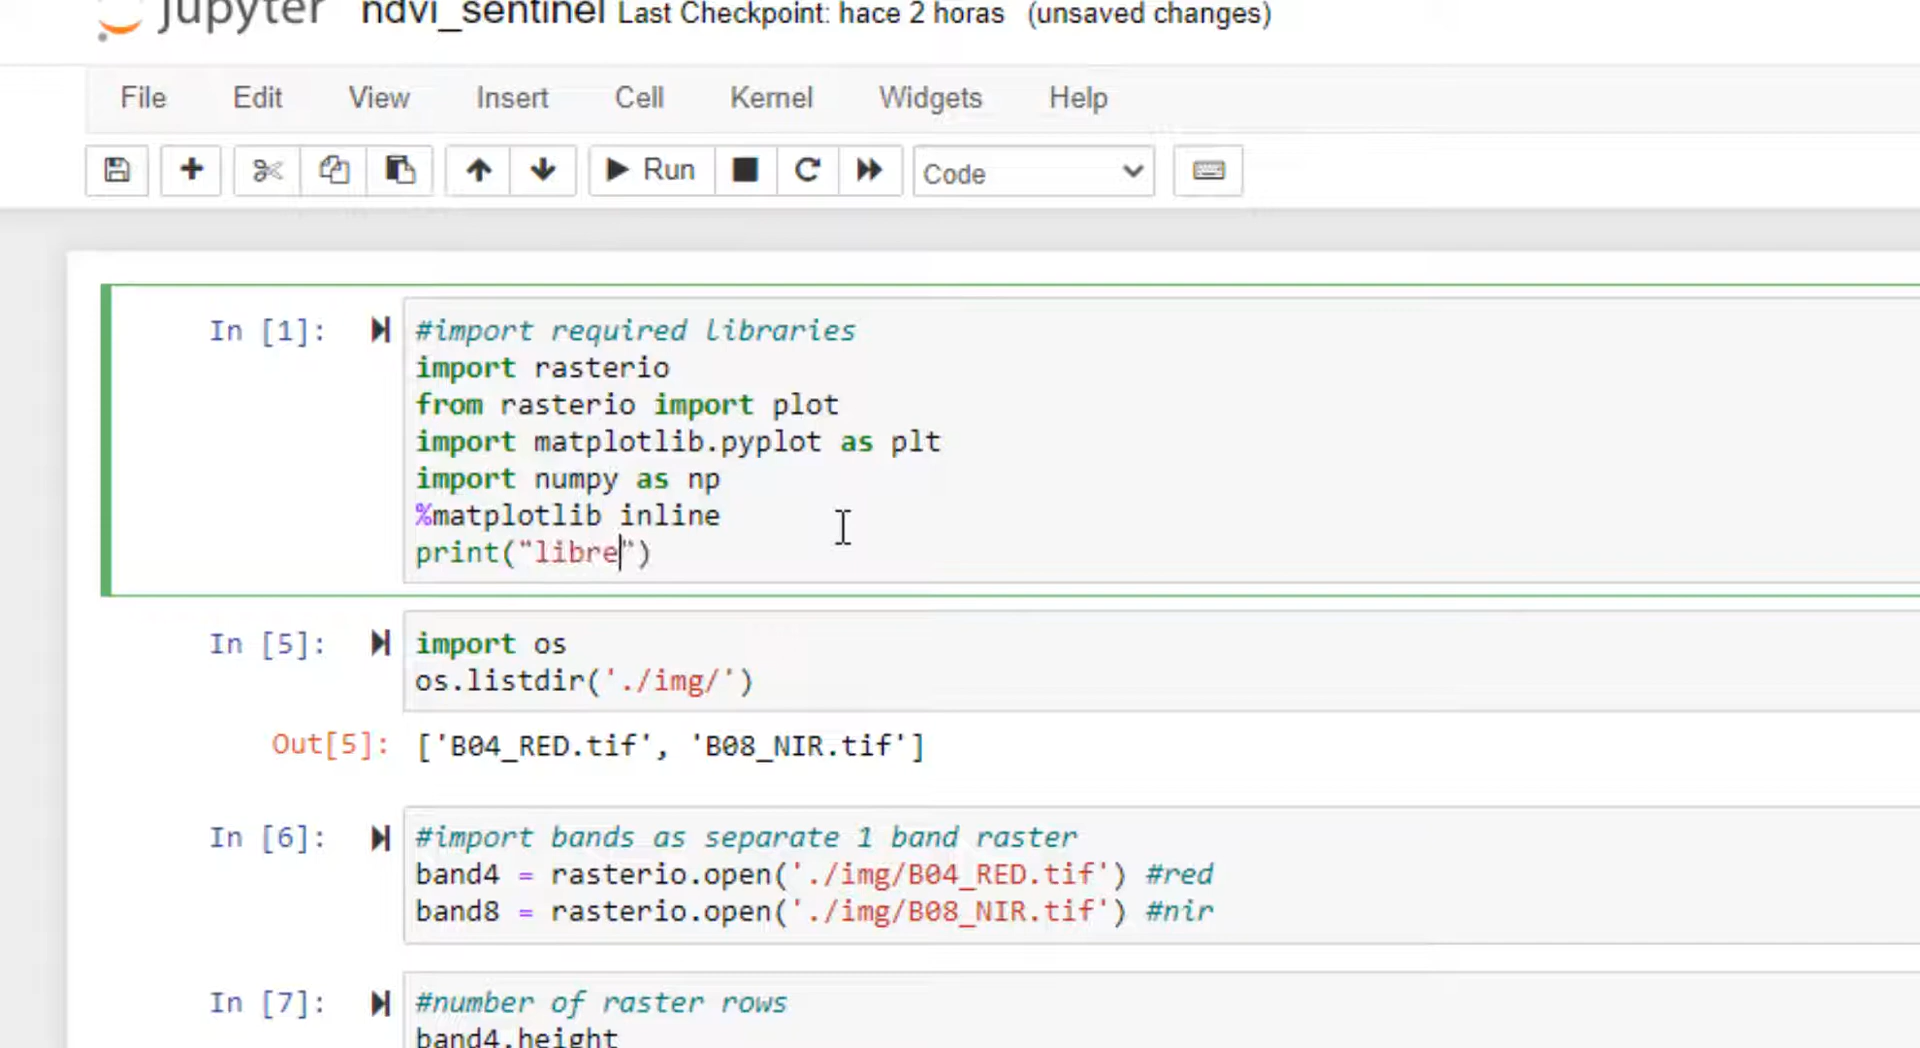 jupyter ndvi_sentinel Last Checkpoint: hace 2 horas (unsaved changes)
File Edit View Insert Cell Kernel Widgets Help
Run Code
In [1]: #import required libraries
import rasterio
from rasterio import plot
import matplotlib.pyplot as plt
import numpy as np
%matplotlib inline
print("libre")
In [5]: import os
os.listdir('./img/')
Out[5]: ['B04_RED.tif', 'B08_NIR.tif']
In [6]: #import bands as separate 1 band raster
band4 = rasterio.open('./img/B04_RED.tif') #red
band8 = rasterio.open('./img/B08_NIR.tif') #nir
In [7]: #number of raster rows
band4.height